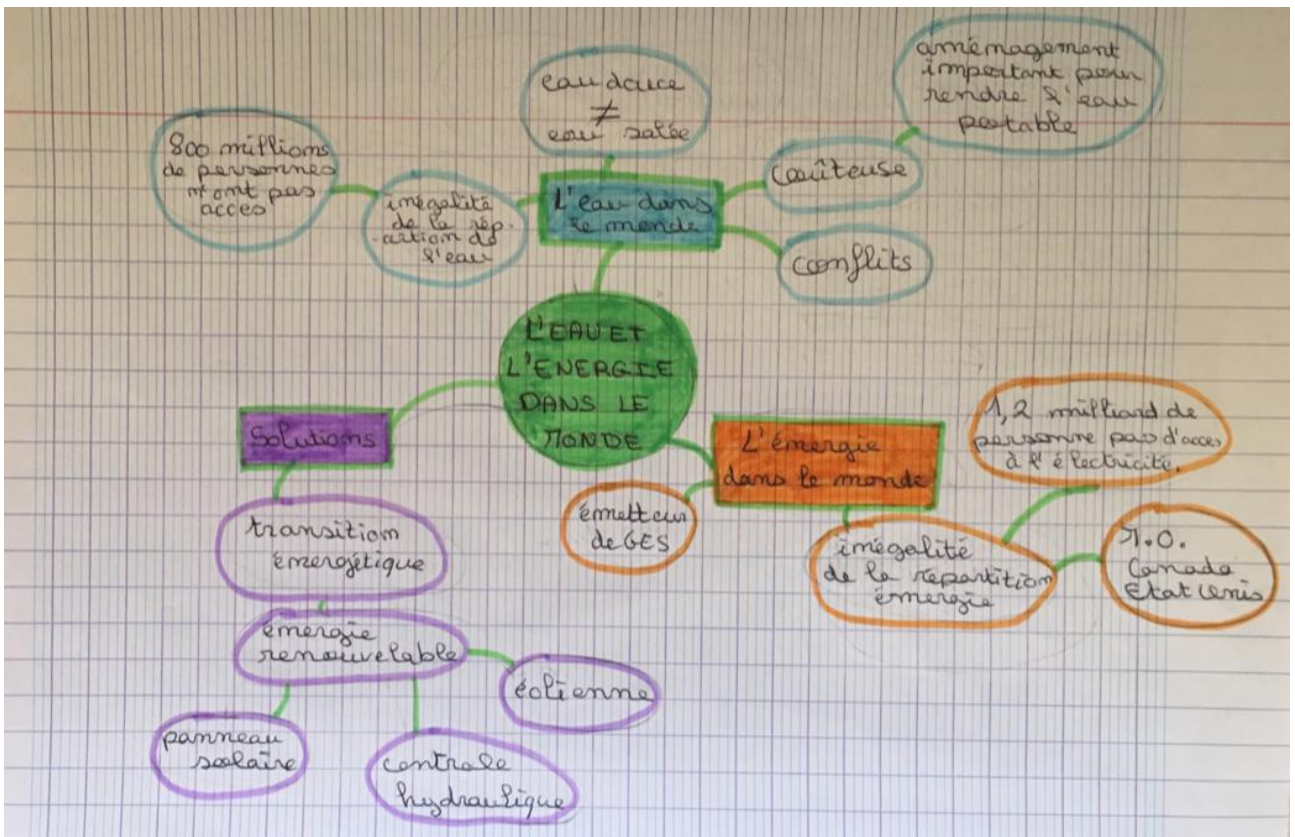 aménagement
important pour
rendre l'eau
potable
eau douce
≠
eau salée
800 millions
de personnes
n'ont pas
acces
inégalité
de la rép-
-artion de
l'eau
L'eau dans
le monde
coûteuse
conflits
L'EAU ET
L'ENERGIE
DANS LE
MONDE
Solutions
L'énergie
dans le monde
1,2 milliard de
personne pas d'acces
à l'électricité.
émetteur
de GES
inégalité
de la répartition
énergie
M.O.
Canada
Etat Unis
transition
énergétique
énergie
renouvelable
éolienne
panneau
solaire
centrale
hydraulique